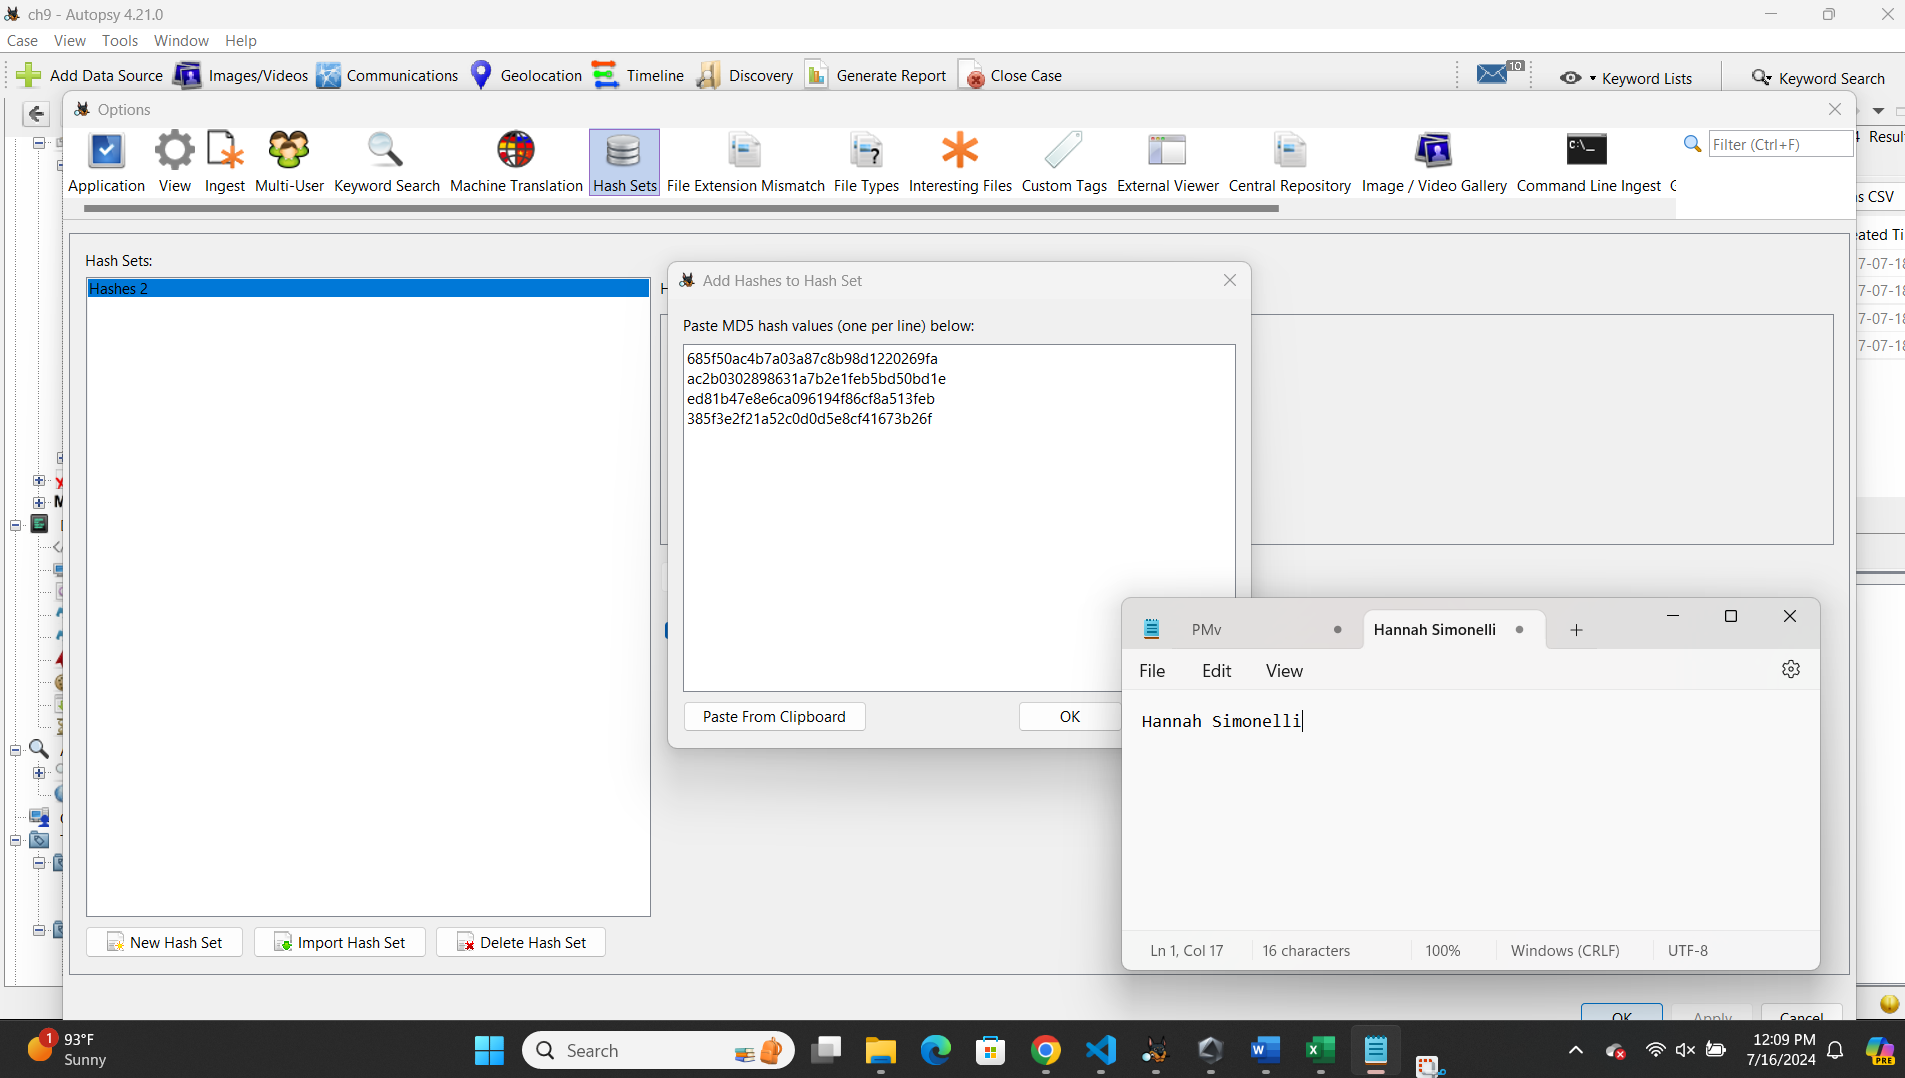 ch9 - Autopsy 4.21.0
Case View Tools Window Help
Add Data Source Images/Videos Communications Geolocation Timeline Discovery Generate Report Close Case 10 Keyword Lists Keyword Search
Options
Application View Ingest Multi-User Keyword Search Machine Translation Hash Sets File Extension Mismatch File Types Interesting Files Custom Tags External Viewer Central Repository Image / Video Gallery Command Line Ingest
Filter (Ctrl+F)
4 Resul
s CSV
eated Ti
7-07-18
7-07-18
7-07-18
7-07-18
Hash Sets:
Hashes 2
Add Hashes to Hash Set
Paste MD5 hash values (one per line) below:
685f50ac4b7a03a87c8b98d1220269fa
ac2b0302898631a7b2e1feb5bd50bd1e
ed81b47e8e6ca096194f86cf8a513feb
385f3e2f21a52c0d0d5e8cf41673b26f
Paste From Clipboard OK
PMv Hannah Simonelli
File Edit View
Hannah Simonelli
Ln 1, Col 17 16 characters 100% Windows (CRLF) UTF-8
New Hash Set Import Hash Set Delete Hash Set
OK Apply Cancel
1 93°F
Sunny
Search
12:09 PM
7/16/2024
PRE